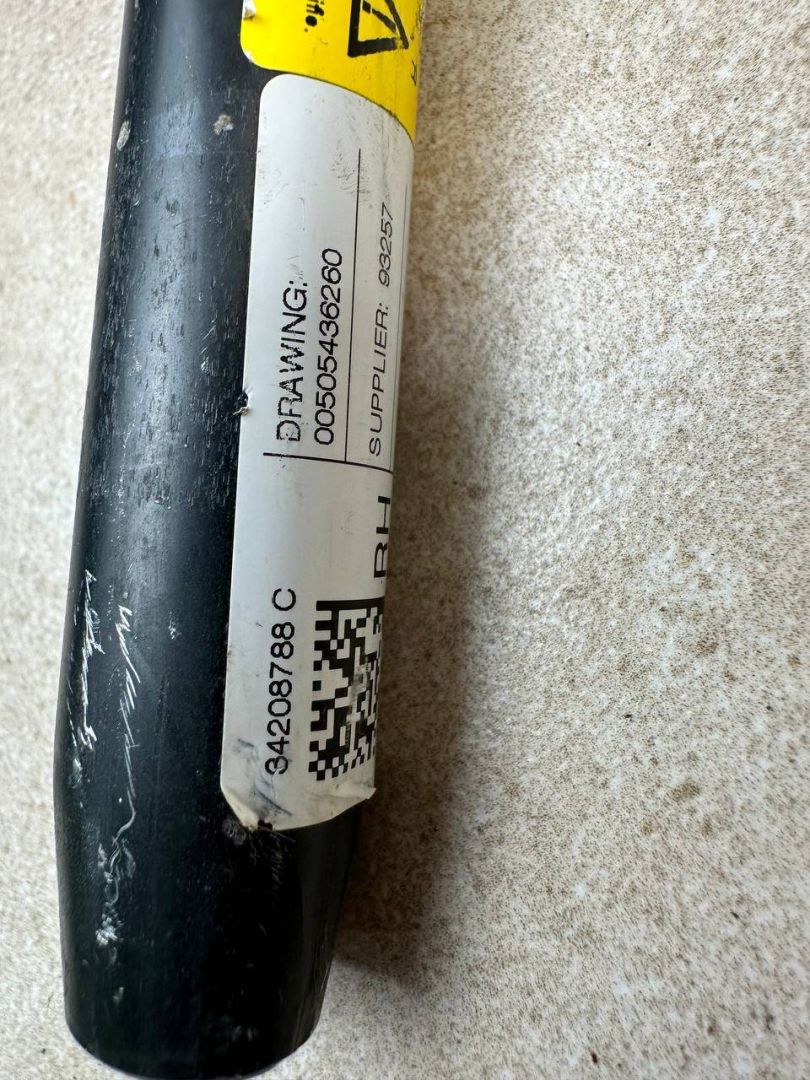 DRAWING:
00505436260
SUPPLIER: 93257
34208788 C
RH